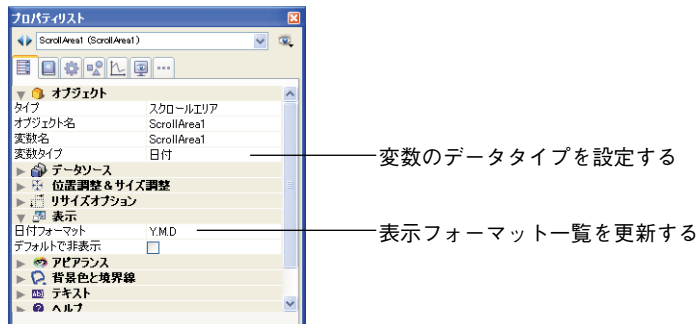 プロパティリスト
ScrollArea1 (ScrollArea1)
オブジェクト
タイプ スクロールエリア
オブジェクト名 ScrollArea1
変数名 ScrollArea1
変数タイプ 日付
変数のデータタイプを設定する
データソース
位置調整&サイズ調整
リサイズオプション
表示
日付フォーマット Y.M.D
表示フォーマット一覧を更新する
デフォルトで非表示
アピアランス
背景色と境界線
テキスト
ヘルプ